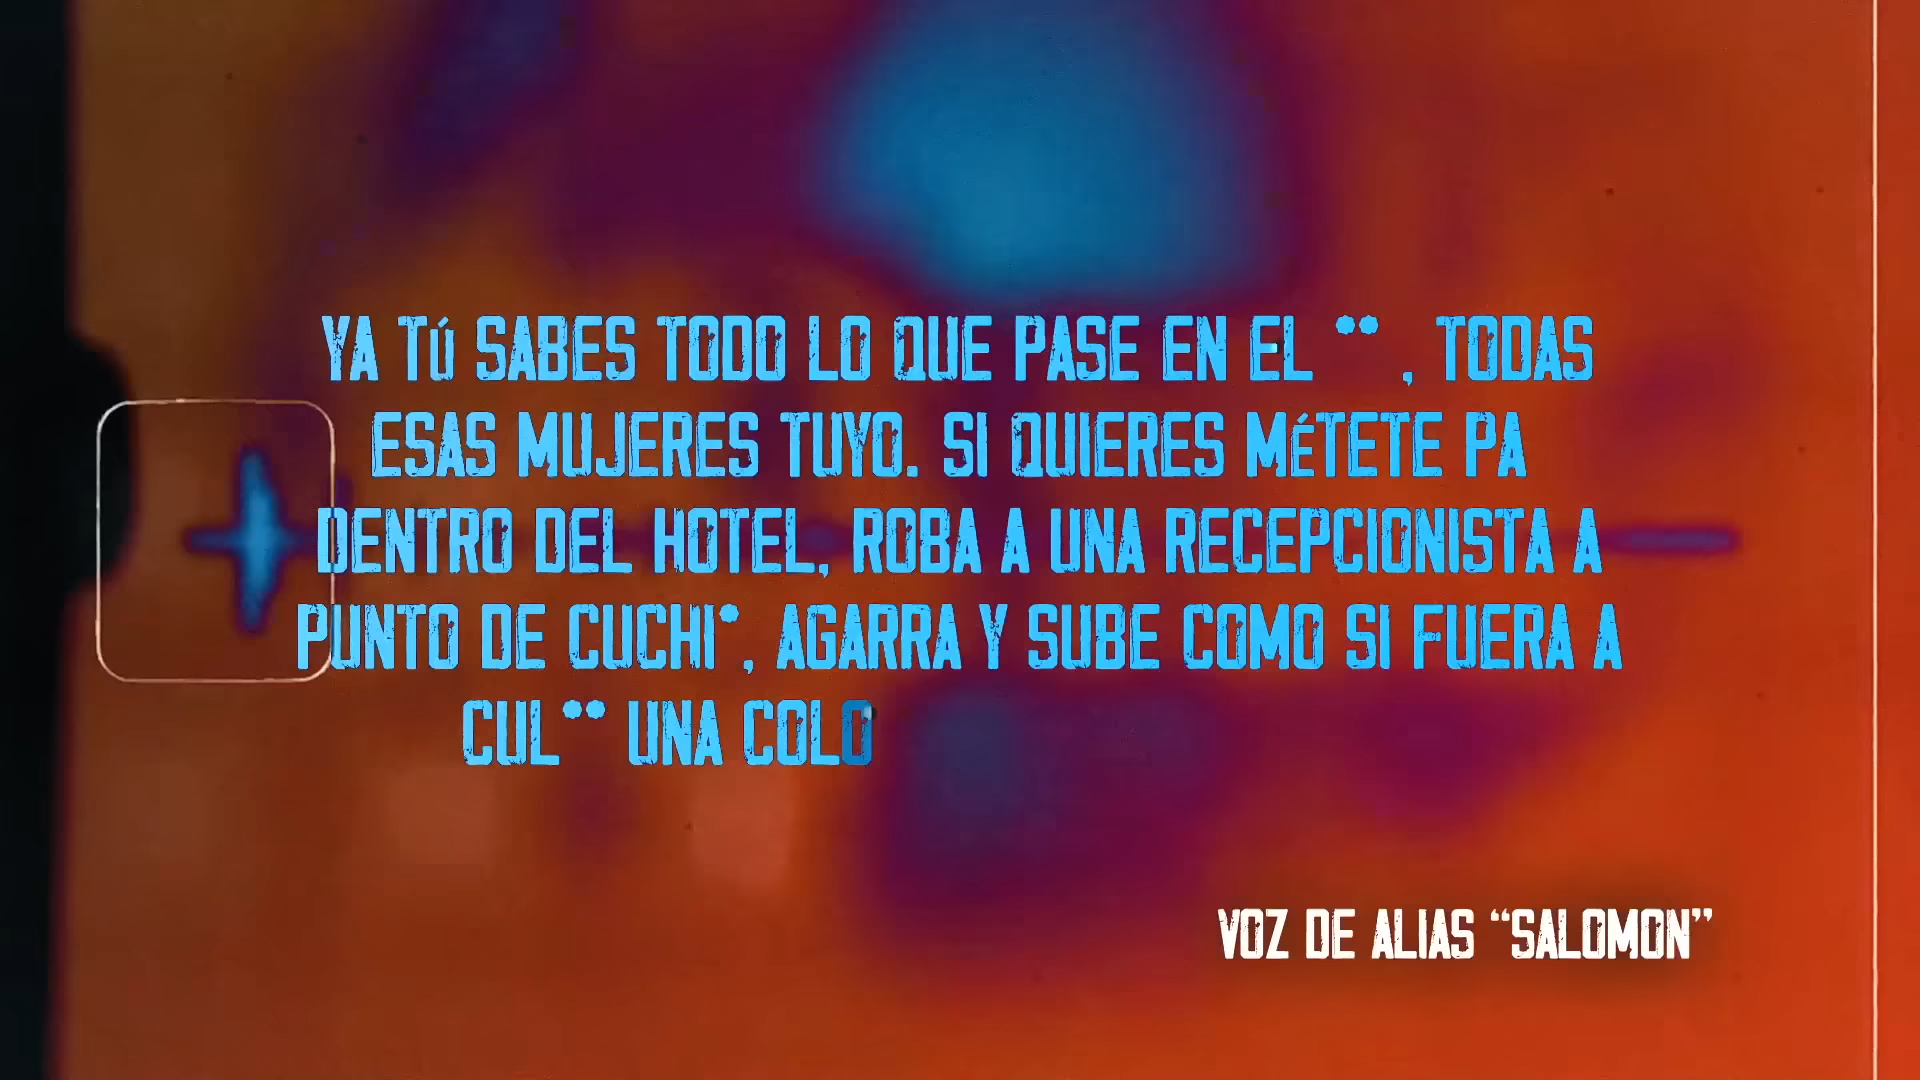 YA TÚ SABES TODO LO QUE PASE EN EL ** , TODAS
ESAS MUJERES TUYO. SI QUIERES MÉTETE PA
DENTRO DEL HOTEL, ROBA A UNA RECEPCIONISTA A
PUNTO DE CUCHI*, AGARRA Y SUBE COMO SI FUERA A
CUL** UNA COLO
VOZ DE ALIAS “SALOMON”